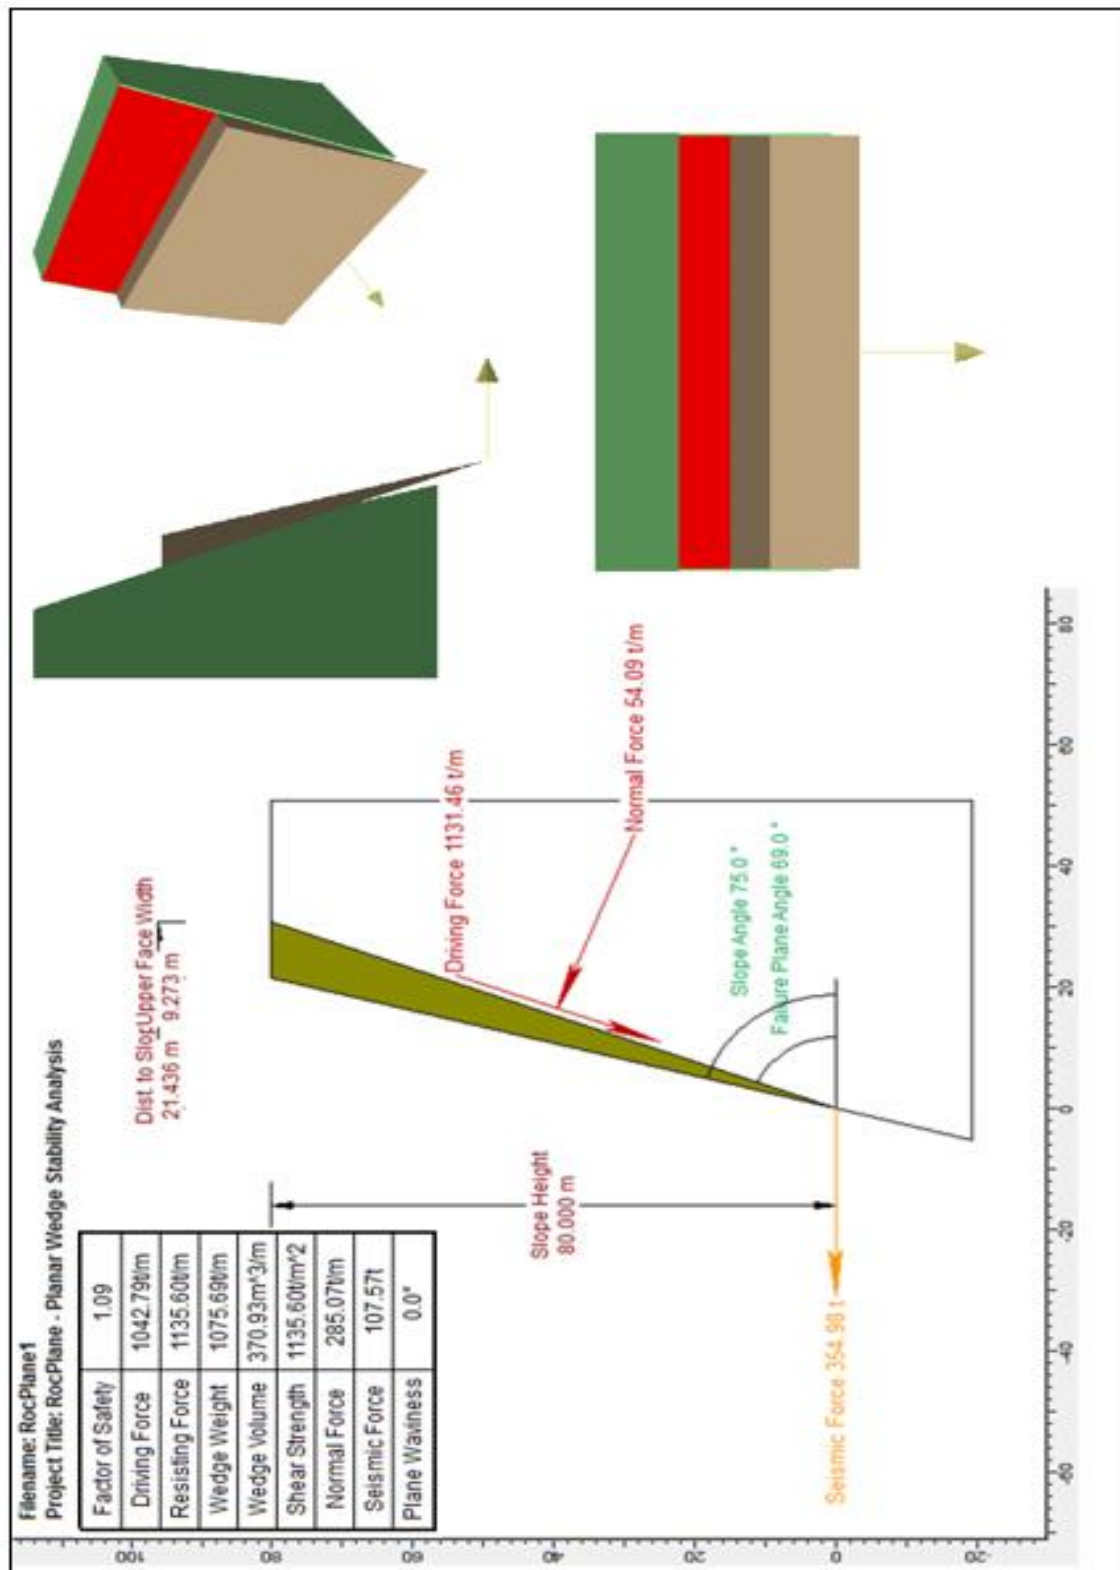 Filename: RocPlane1
Project Title: RocPlane - Planar Wedge Stability Analysis
Factor of Safety 1.09
Driving Force 1042.79t/m
Resisting Force 1135.60t/m
Wedge Weight 1075.69t/m
Wedge Volume 370.93m^3/m
Shear Strength 1135.60t/m^2
Normal Force 285.07t/m
Seismic Force 107.57t
Plane Waviness 0.0°
Dist. to Slop Upper Face Width
21.436 m 9.273 m
Slope Height
80.000 m
Driving Force 1131.46 t/m
Normal Force 54.09 t/m
Slope Angle 75.0 °
Failure Plane Angle 69.0 °
Seismic Force 354.98 t
100
80
60
40
20
0
-20
-60 -40 -20 0 20 40 60 80